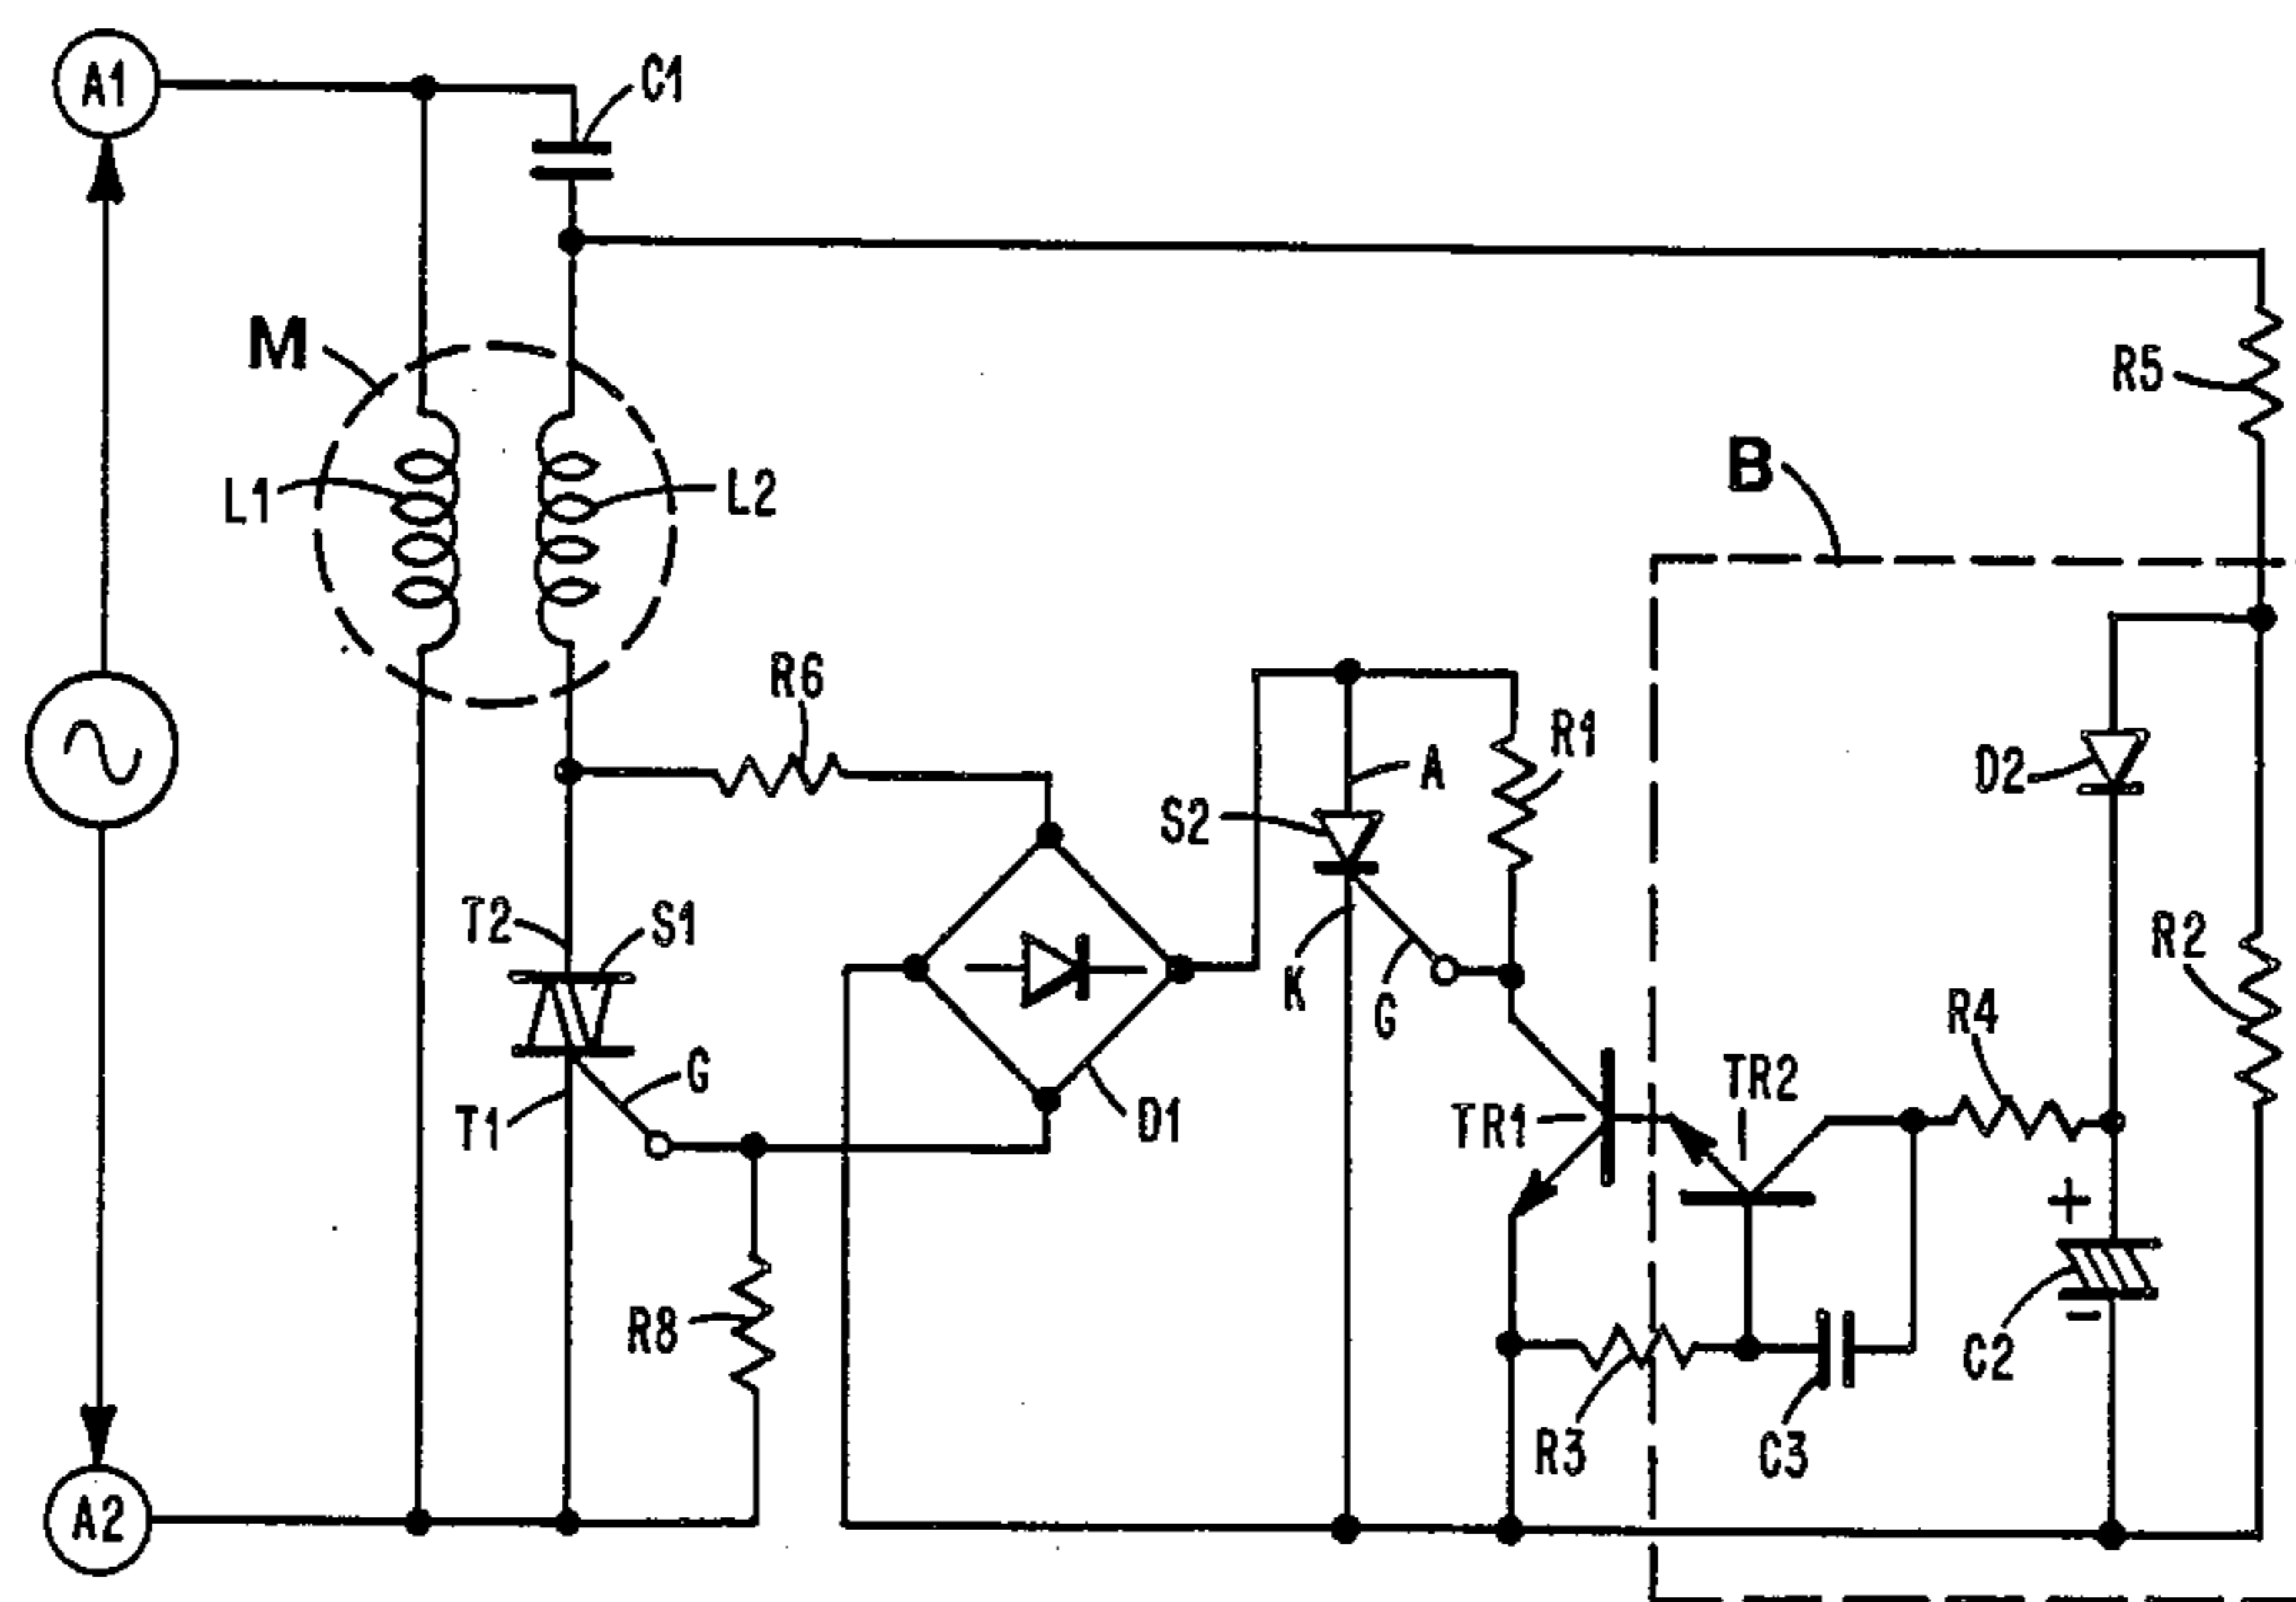 A1
C1
M
R5
B
L1
L2
R6
R1
A
S2
D2
T2
S1
R2
K
G
R4
G
TR2
T1
D1
TR1
+
R8
-
C2
R3
C3
A2